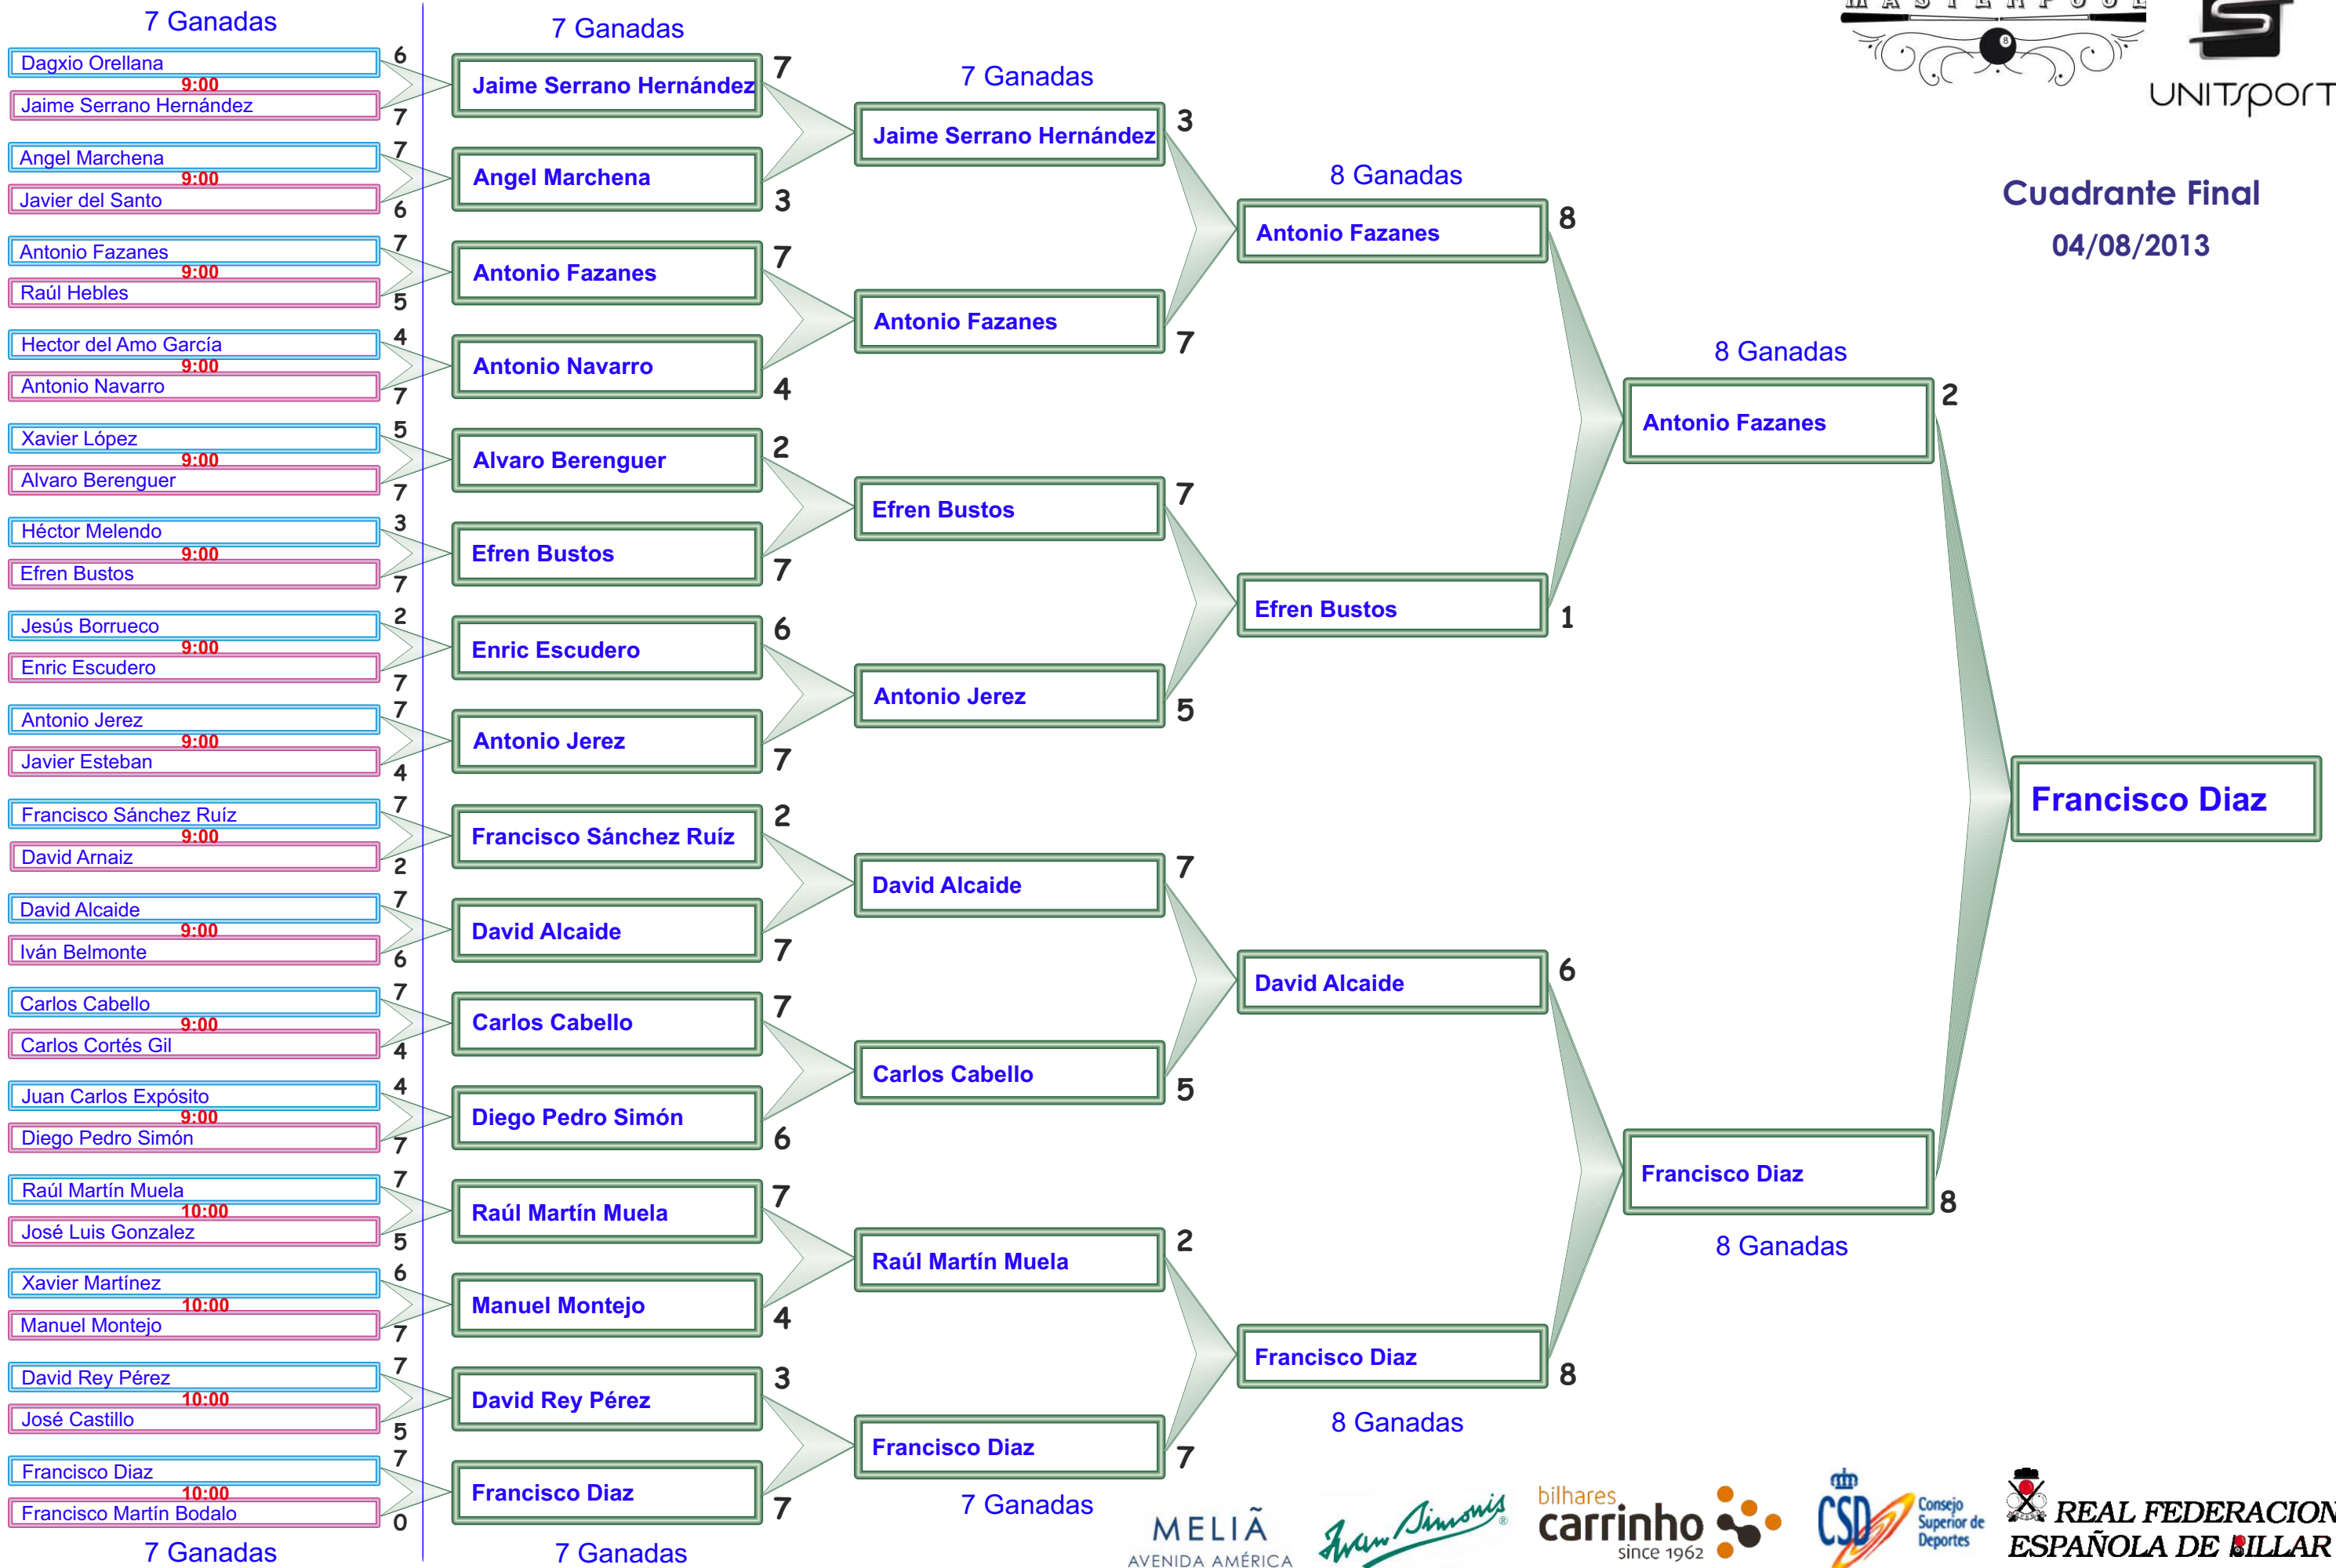 7 Ganadas
Dagxio Orellana 6
9:00
Jaime Serrano Hernández 7
Angel Marchena 7
9:00
Javier del Santo 6
Antonio Fazanes 7
9:00
Raúl Hebles 5
Hector del Amo García 4
9:00
Antonio Navarro 7
Xavier López 5
9:00
Alvaro Berenguer 7
Héctor Melendo 3
9:00
Efren Bustos 7
Jesús Borrueco 2
9:00
Enric Escudero 7
Antonio Jerez 7
9:00
Javier Esteban 4
Francisco Sánchez Ruíz 7
9:00
David Arnaiz 2
David Alcaide 7
9:00
Iván Belmonte 6
Carlos Cabello 7
9:00
Carlos Cortés Gil 4
Juan Carlos Expósito 4
9:00
Diego Pedro Simón 7
Raúl Martín Muela 7
10:00
José Luis Gonzalez 5
Xavier Martínez 6
10:00
Manuel Montejo 7
David Rey Pérez 7
10:00
José Castillo 5
Francisco Diaz 7
10:00
Francisco Martín Bodalo 0
7 Ganadas
7 Ganadas
Jaime Serrano Hernández 7
Angel Marchena 3
Antonio Fazanes 7
Antonio Navarro 4
Alvaro Berenguer 2
Efren Bustos 7
Enric Escudero 6
Antonio Jerez 7
Francisco Sánchez Ruíz 2
David Alcaide 7
Carlos Cabello 7
Diego Pedro Simón 6
Raúl Martín Muela 7
Manuel Montejo 4
David Rey Pérez 3
Francisco Diaz 7
7 Ganadas
7 Ganadas
Jaime Serrano Hernández 3
Antonio Fazanes 7
Efren Bustos 7
Antonio Jerez 5
David Alcaide 7
Carlos Cabello 5
Raúl Martín Muela 2
Francisco Diaz 7
7 Ganadas
8 Ganadas
Antonio Fazanes 8
Efren Bustos 1
David Alcaide 6
Francisco Diaz 8
8 Ganadas
8 Ganadas
Antonio Fazanes 2
Francisco Diaz 8
8 Ganadas
Francisco Diaz
MASTERPOOL
8
UNITSport
Cuadrante Final
04/08/2013
MELIÃ
AVENIDA AMÉRICA
Iwan Simonis ®
bilhares
carrinho
since 1962
CSD
Consejo
Superior de
Deportes
REAL FEDERACION
ESPAÑOLA DE BILLAR